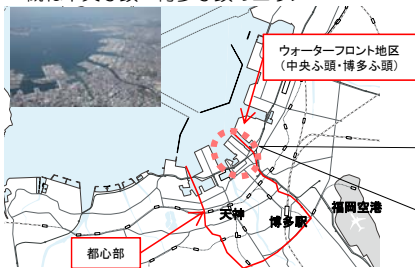 ウォーターフロント地区
(中央ふ頭・博多ふ頭)
天神
博多駅
福岡空港
都心部